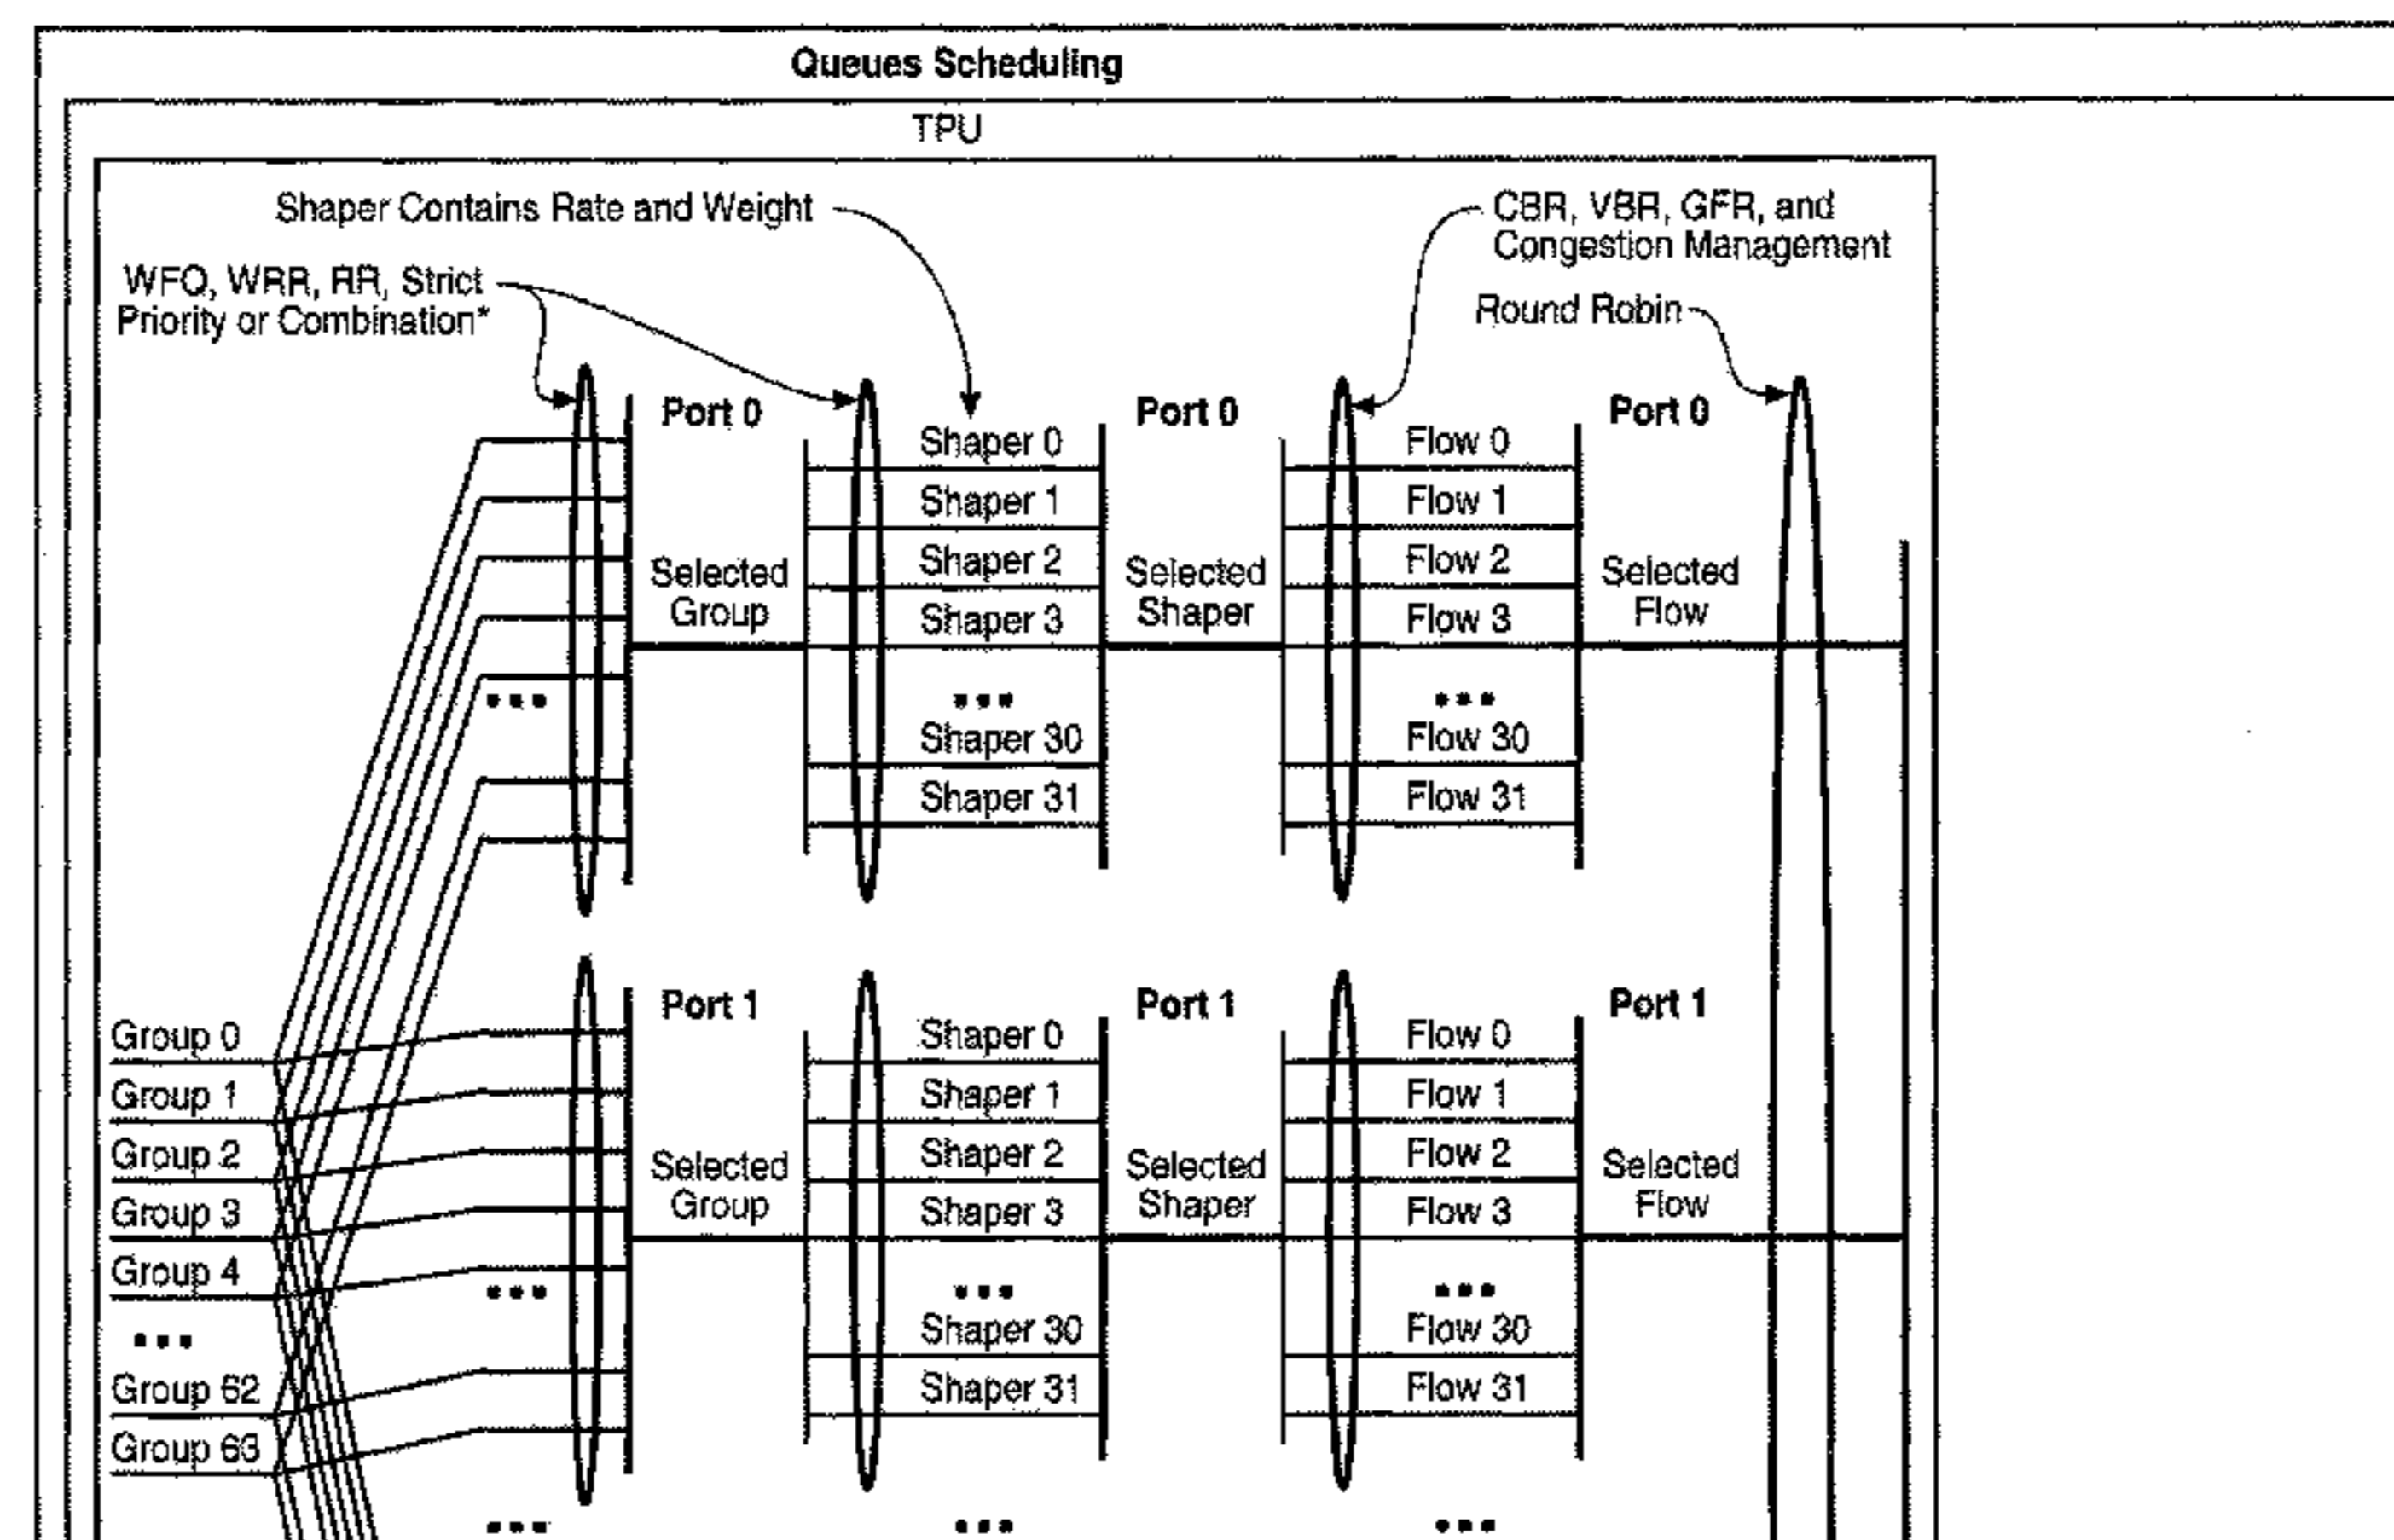 Queues Scheduling
TPU
Shaper Contains Rate and Weight
CBR, VBR, GFR, and
Congestion Management
WFQ, WRR, RR, Strict
Priority or Combination*
Round Robin
Port 0
Port 0
Port 0
Shaper 0
Flow 0
Shaper 1
Flow 1
Shaper 2
Flow 2
Selected
Group
Selected
Shaper
Selected
Flow
Shaper 3
Flow 3
...
...
...
Shaper 30
Flow 30
Shaper 31
Flow 31
Port 1
Port 1
Port 1
Group 0
Shaper 0
Flow 0
Group 1
Shaper 1
Flow 1
Group 2
Shaper 2
Flow 2
Selected
Group
Selected
Shaper
Selected
Flow
Group 3
Shaper 3
Flow 3
Group 4
...
...
...
...
Shaper 30
Flow 30
Group 62
Shaper 31
Flow 31
Group 63
...
...
...